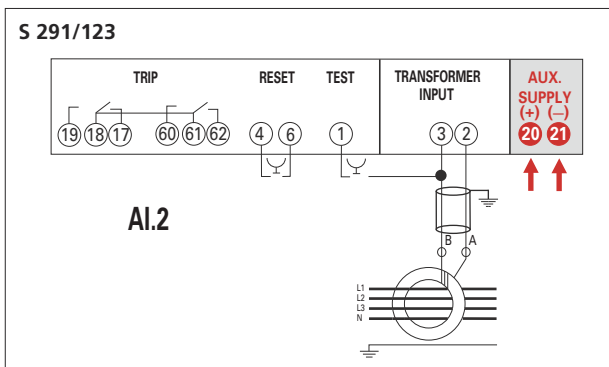 S 291/123
TRIP RESET TEST TRANSFORMER INPUT AUX. SUPPLY
(+) (–)
19 18 17 60 61 62 4 6 1 3 2 20 21
AI.2
B A
L1
L2
L3
N